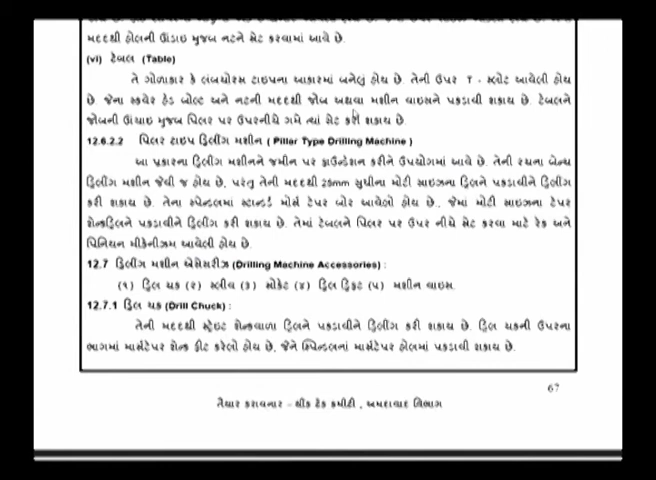 મદદથી હોલની ઊંડાઇ મુજબ નટને સેટ કરવામાં આવે છે.
(vi) ટેબલ (Table)
તે ગોળાકાર કે લંબચોરસ ટાઇપના આકારમાં બનેલું હોય છે. તેની ઉપર T - સ્લોટ આવેલી હોય
છે જેના સ્ક્વેર હેડ બોલ્ટ અને નટની મદદથી જોબ અથવા મશીન વાઇસને પકડાવી શકાય છે. ટેબલને
જોબની ઊંચાઇ મુજબ પિલર પર ઉપરનીચે ગમે ત્યાં સેટ કરી શકાય છે.
12.6.2.2 પિલર ટાઇપ ડ્રિલીંગ મશીન ( Pillar Type Drilling Machine )
આ પ્રકારના ડ્રિલીંગ મશીનને જમીન પર ફાઉન્ડેશન કરીને ઉપયોગમાં આવે છે. તેની રચના બેન્ચ
ડ્રિલીંગ મશીન જેવી જ હોય છે, પરંતુ તેની મદદથી 25mm સુધીના મોટી સાઇઝના ડ્રિલને પકડાવીને ડ્રિલીંગ
કરી શકાય છે. તેના સ્પિન્ડલમાં સ્ટાન્ડર્ડ મોર્સ ટેપર બોર આવેલો હોય છે., જેમાં મોટી સાઇઝના ટેપર
શેન્કડ્રિલને પકડાવીને ડ્રિલીંગ કરી શકાય છે. તેમાં ટેબલને પિલર પર ઉપર નીચે સેટ કરવા માટે રેક અને
પિનિયન મીકેનીઝમ આવેલી હોય છે.
12.7 ડ્રિલીંગ મશીન એસેસરીઝ (Drilling Machine Accessories) :
(૧) ડ્રિલ ચક (૨) સ્લીવ (૩) સોકેટ (૪) ડ્રિલ ડ્રિફ્ટ (૫) મશીન વાઇસ.
12.7.1 ડ્રિલ ચક (Drill Chuck) :
તેની મદદથી સ્ટ્રેઇટ શેન્કવાળા ડ્રિલને પકડાવીને ડ્રિલીંગ કરી શકાય છે. ડ્રિલ ચકની ઉપરના
ભાગમાં માર્સટેપર શેન્ક ફીટ કરેલો હોય છે, જેને સ્પિન્ડલનાં માર્સટેપર હોલમાં પકડાવી શકાય છે.
67
તૈયાર કરાવનાર - થીંક ટેક કમીટી , અમદાવાદ વિભાગ